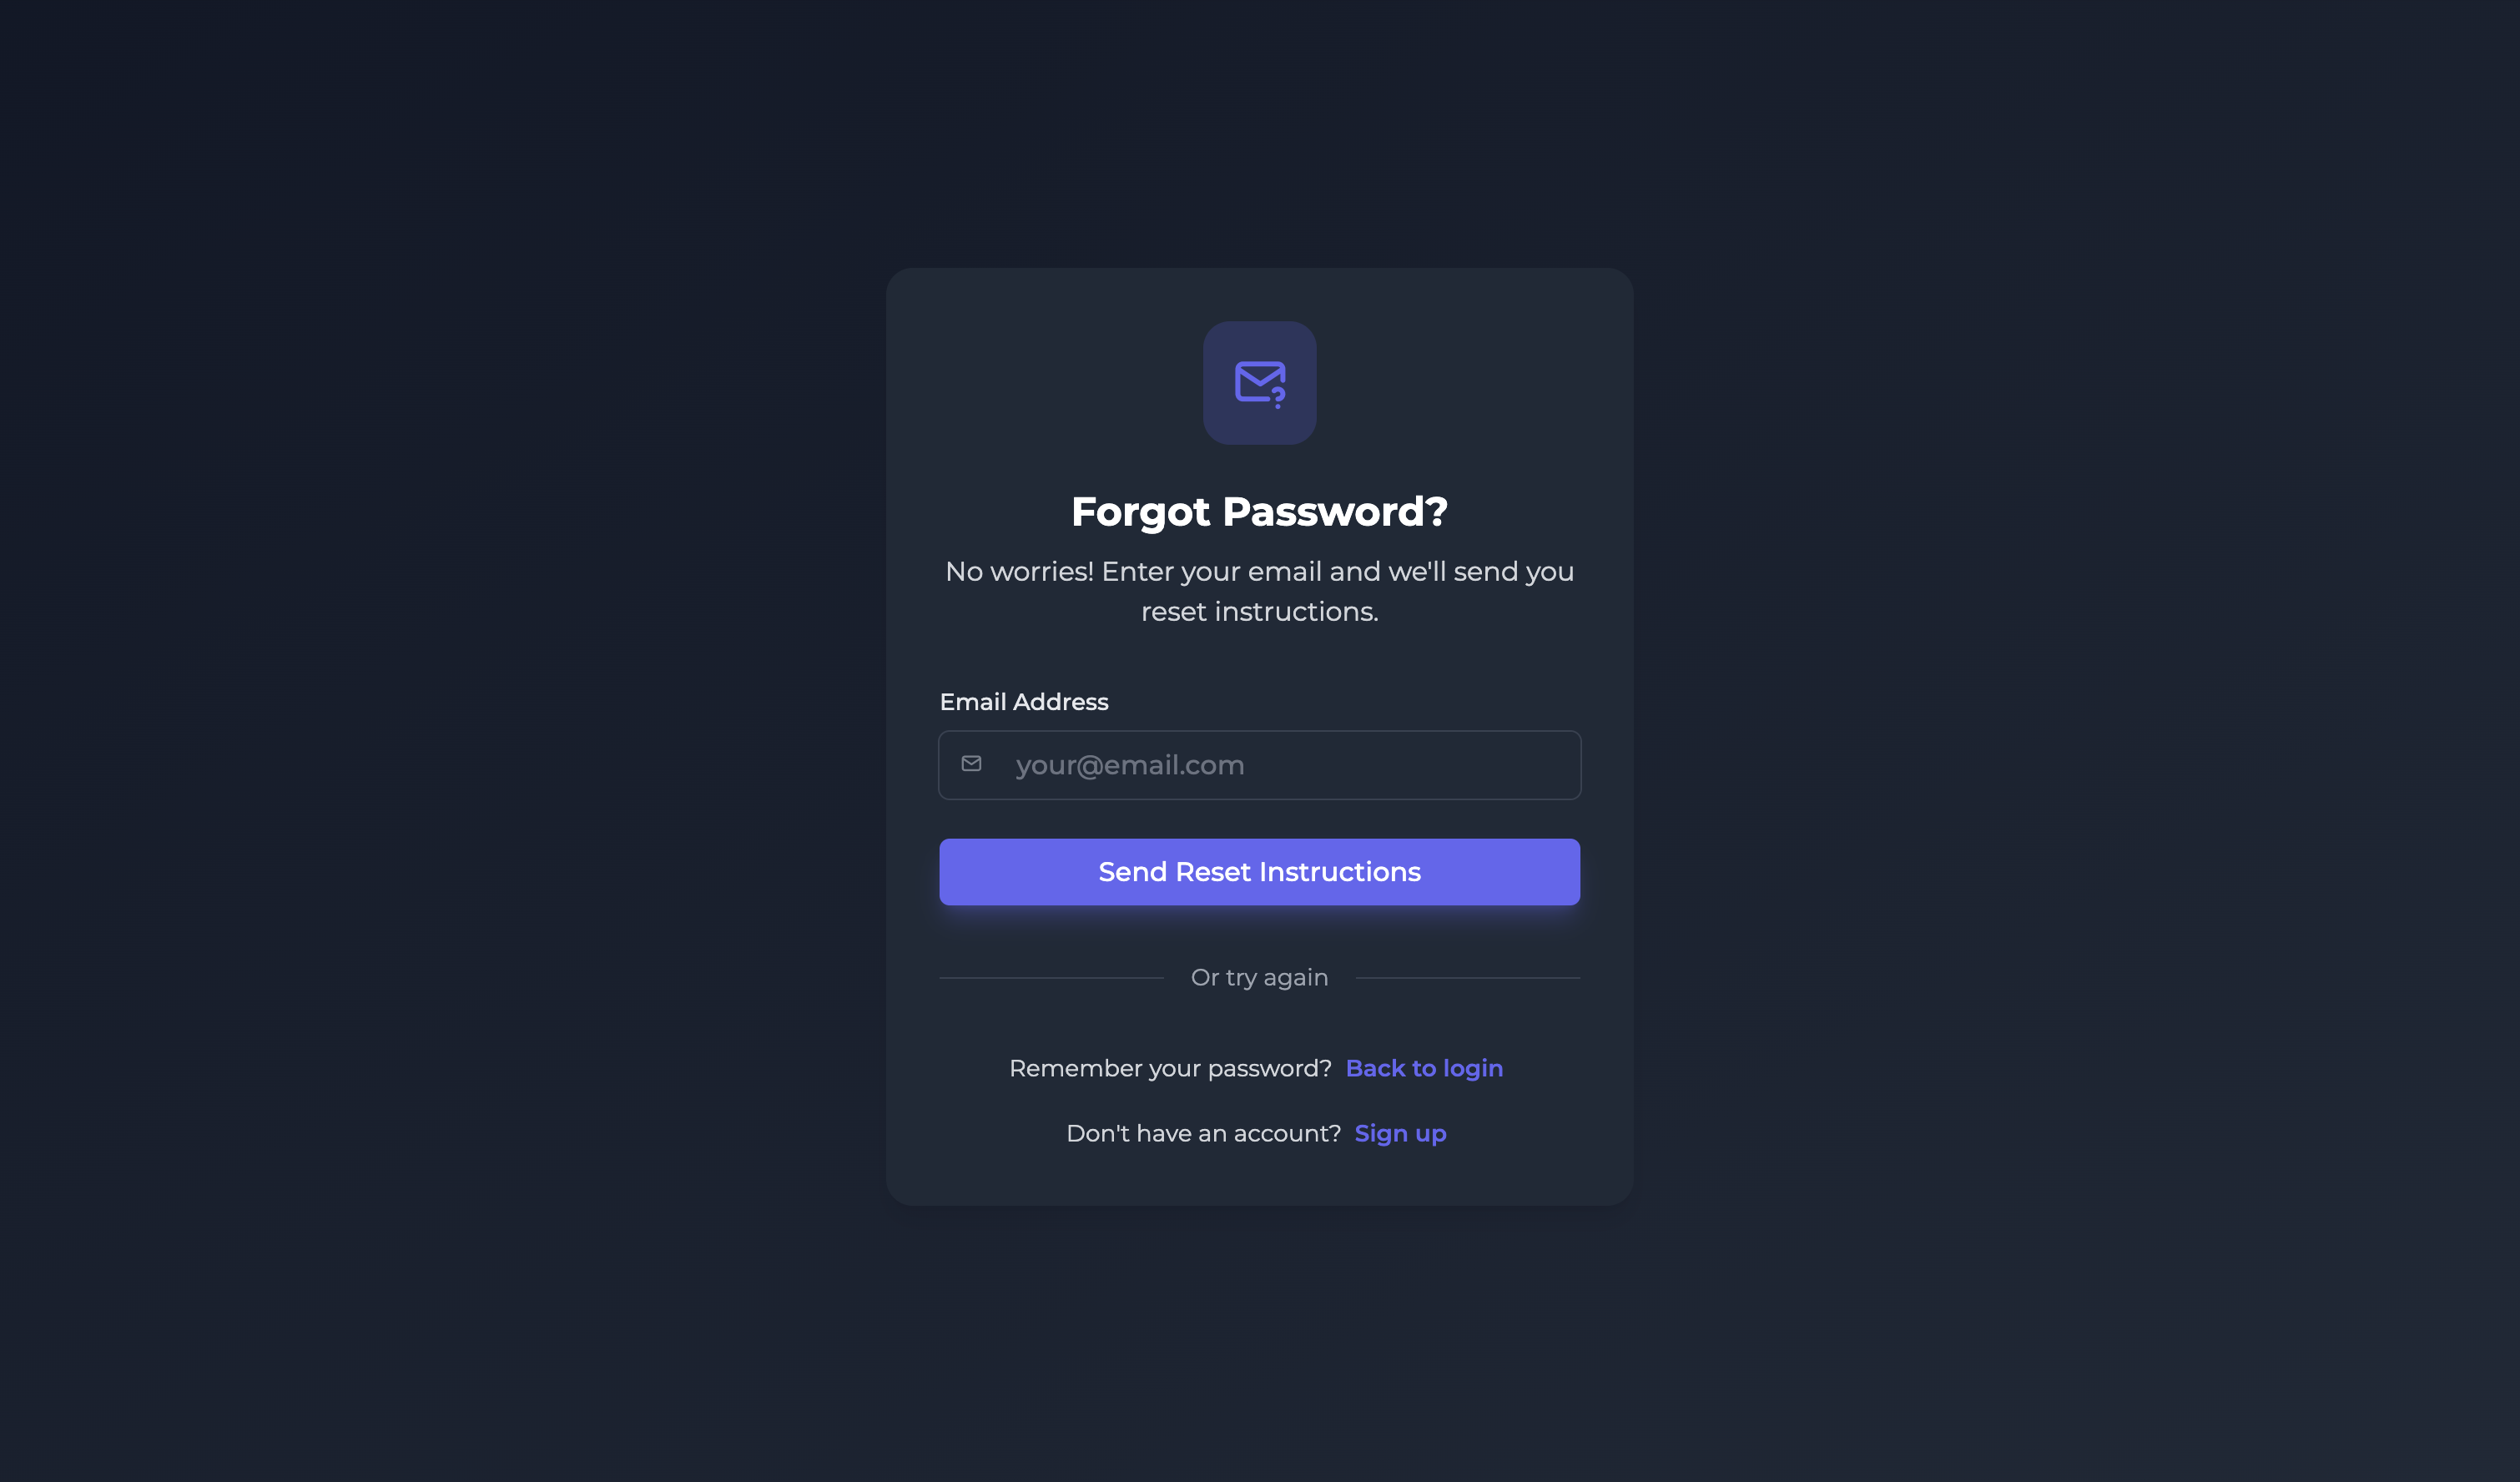 Forgot Password?
No worries! Enter your email and we'll send you
reset instructions.
Email Address
your@email.com
Send Reset Instructions
Or try again
Remember your password? Back to login
Don't have an account? Sign up